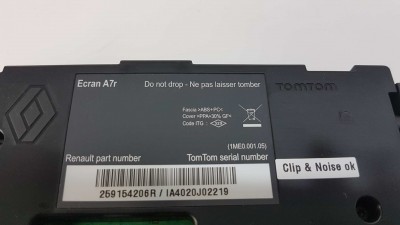 Ecran A7r
Do not drop - Ne pas laisser tomber
TOMTOM
Fascia >ABS+PC<
Cover >PPA+30% GF<
Code ITG :
(1ME0.001.05)
Renault part number
TomTom serial number
Clip & Noise ok
259154206R / IA4020J02219